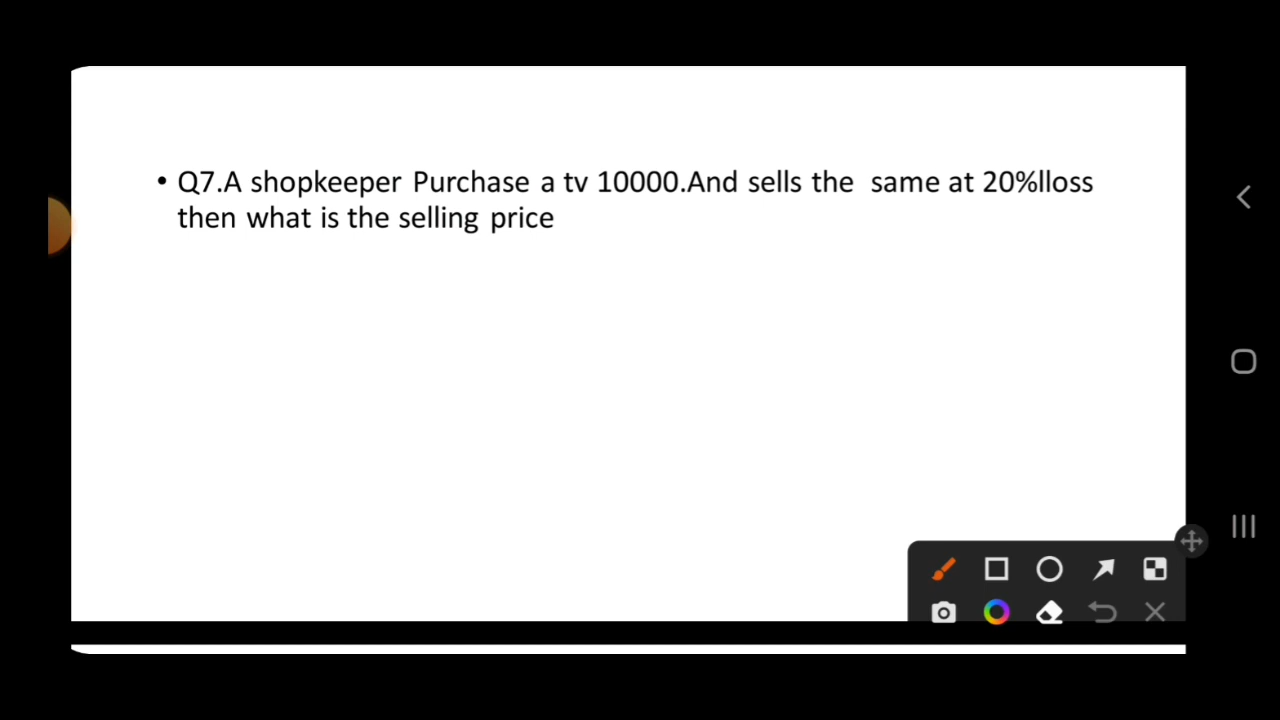 • Q7.A shopkeeper Purchase a tv 10000.And sells the  same at 20%lloss
then what is the selling price